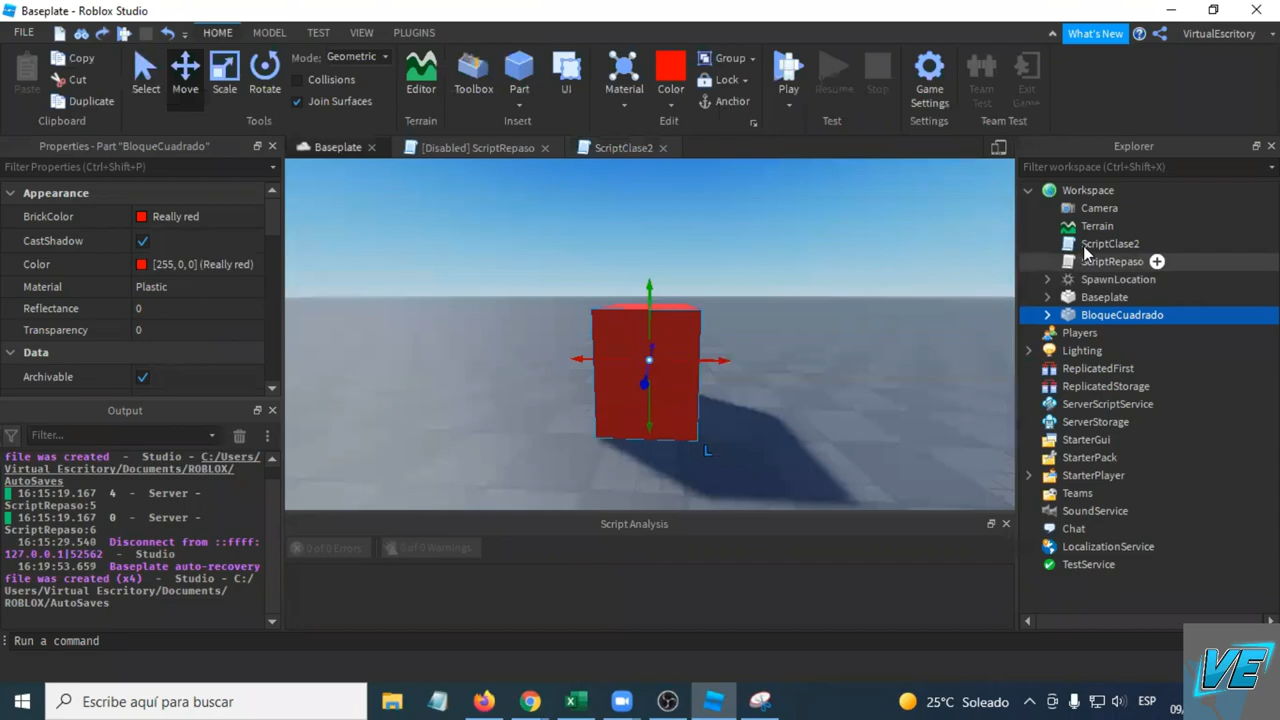 Baseplate - Roblox Studio
FILE HOME MODEL TEST VIEW PLUGINS What's New VirtualEscritory
Paste Copy Cut Duplicate Clipboard
Select Move Scale Rotate Mode: Geometric Collisions Join Surfaces Tools
Editor Terrain
Toolbox Part UI Insert
Material Color Group Lock Anchor Edit
Play Resume Stop Test
Game Settings Settings
Team Test Exit Game Team Test
Properties - Part "BloqueCuadrado"
Filter Properties (Ctrl+Shift+P)
Appearance
BrickColor Really red
CastShadow
Color [255, 0, 0] (Really red)
Material Plastic
Reflectance 0
Transparency 0
Data
Archivable
Output
Filter...
file was created - Studio - C:/Users/
Virtual Escritory/Documents/ROBLOX/
AutoSaves
16:15:19.167 4 - Server -
ScriptRepaso:5
16:15:19.167 0 - Server -
ScriptRepaso:6
16:15:29.540 Disconnect from ::ffff:
127.0.0.1|52562 - Studio
16:19:53.659 Baseplate auto-recovery
file was created (x4) - Studio - C:/
Users/Virtual Escritory/Documents/
ROBLOX/AutoSaves
Baseplate [Disabled] ScriptRepaso ScriptClase2
L
Script Analysis
0 of 0 Errors 0 of 0 Warnings
Explorer
Filter workspace (Ctrl+Shift+X)
Workspace
Camera
Terrain
ScriptClase2
ScriptRepaso
SpawnLocation
Baseplate
BloqueCuadrado
Players
Lighting
ReplicatedFirst
ReplicatedStorage
ServerScriptService
ServerStorage
StarterGui
StarterPack
StarterPlayer
Teams
SoundService
Chat
LocalizationService
TestService
Run a command
VE
Escribe aquí para buscar 25°C Soleado ESP